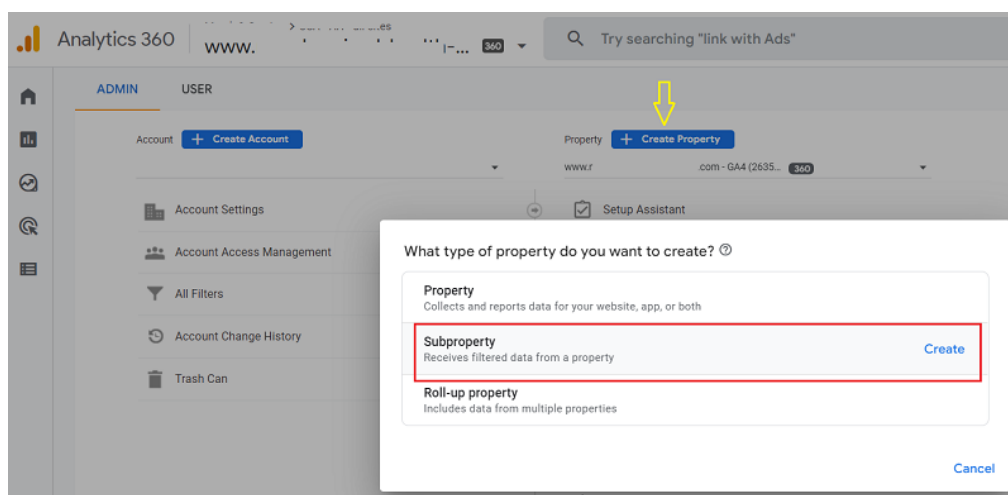 Analytics 360
www.
360
Try searching "link with Ads"
ADMIN
USER
Account
+ Create Account
Property
+ Create Property
www.r .com - GA4 (2635... 360
Account Settings
Setup Assistant
Account Access Management
All Filters
Account Change History
Trash Can
What type of property do you want to create?
Property
Collects and reports data for your website, app, or both
Subproperty
Receives filtered data from a property
Create
Roll-up property
Includes data from multiple properties
Cancel